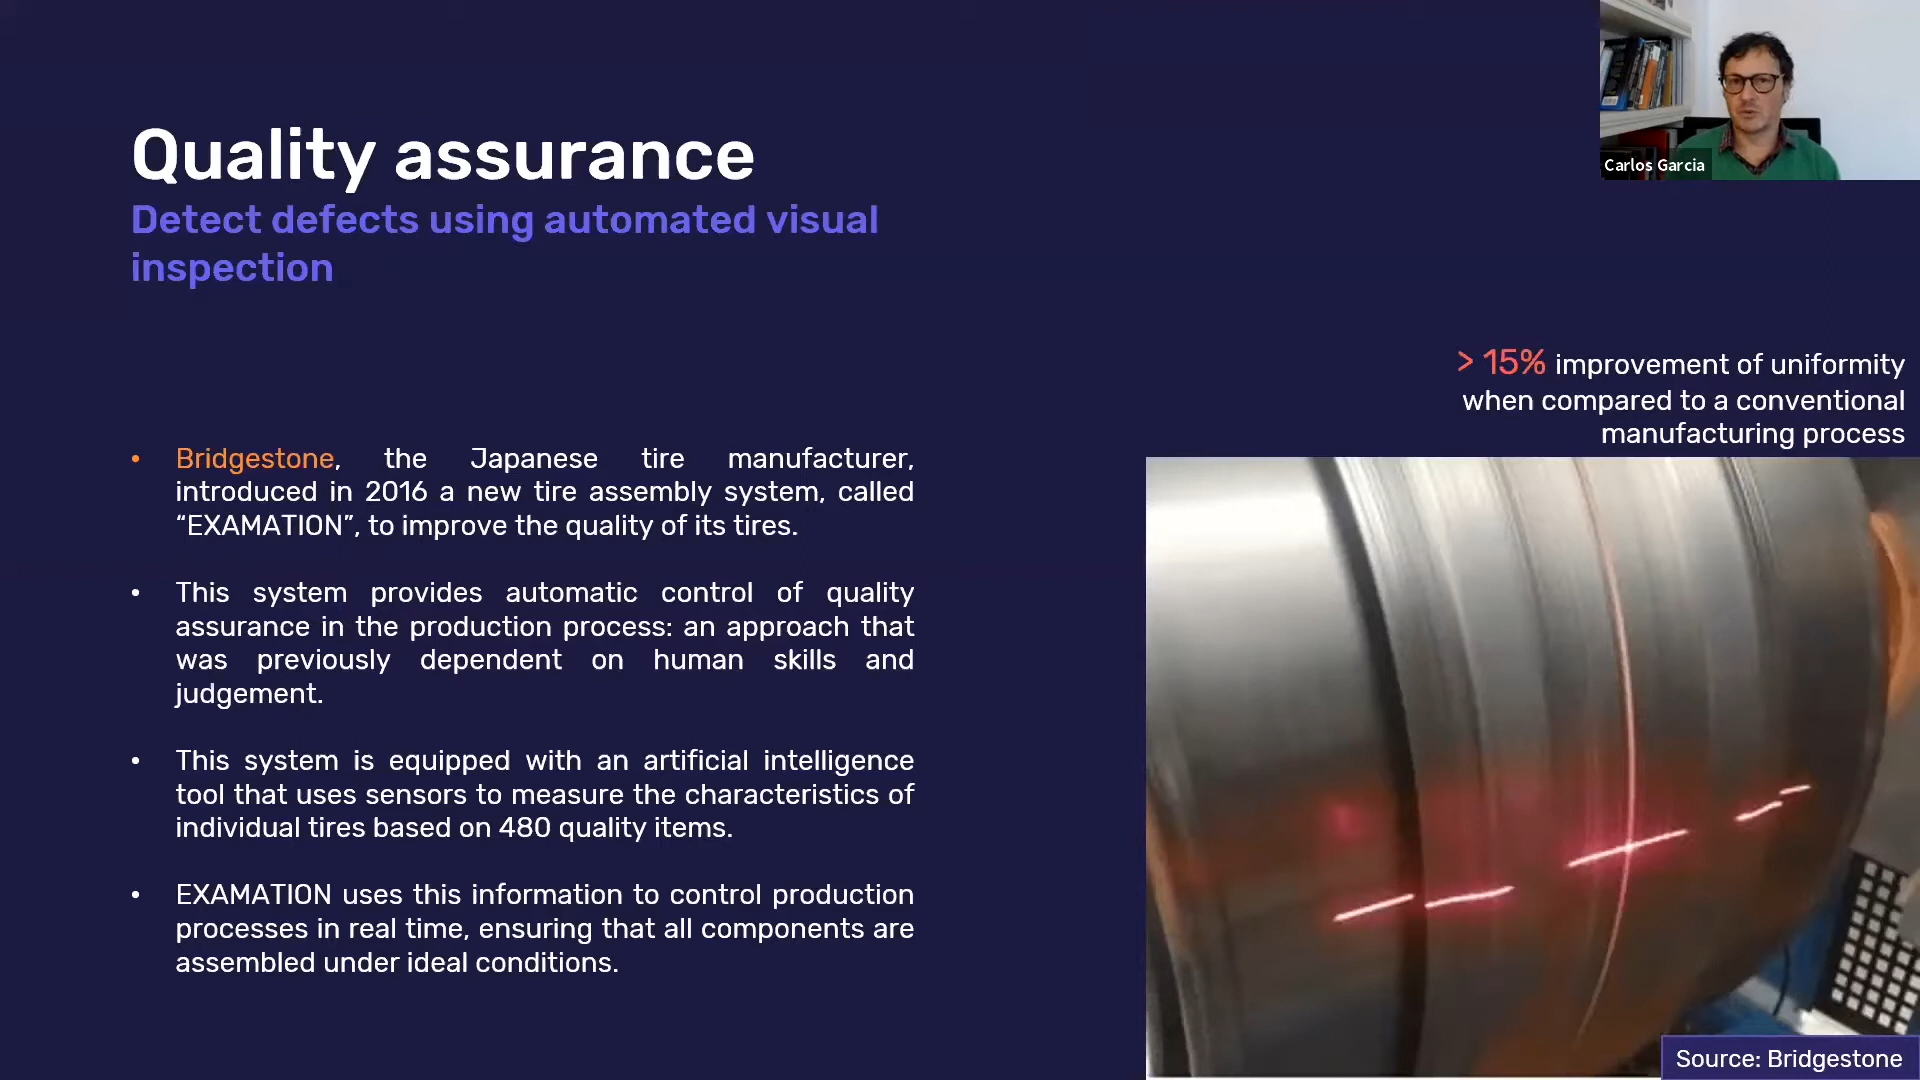 Quality assurance
Detect defects using automated visual
inspection
Carlos Garcia
> 15% improvement of uniformity
when compared to a conventional
manufacturing process
• Bridgestone, the Japanese tire manufacturer,
introduced in 2016 a new tire assembly system, called
“EXAMATION”, to improve the quality of its tires.
• This system provides automatic control of quality
assurance in the production process: an approach that
was previously dependent on human skills and
judgement.
• This system is equipped with an artificial intelligence
tool that uses sensors to measure the characteristics of
individual tires based on 480 quality items.
• EXAMATION uses this information to control production
processes in real time, ensuring that all components are
assembled under ideal conditions.
Source: Bridgestone